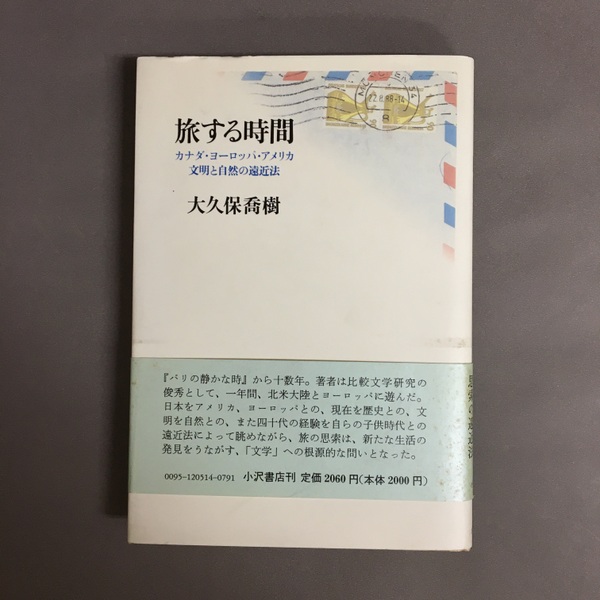 旅する時間
カナダ・ヨーロッパ・アメリカ
文明と自然の遠近法
大久保喬樹
22.8.88-14
『パリの静かな時』から十数年。著者は比較文学研究の
俊秀として、一年間、北米大陸とヨーロッパに遊んだ。
日本をアメリカ、ヨーロッパとの、現在を歴史との、文
明を自然との、また四十代の経験を自らの子供時代との
遠近法によって眺めながら、旅の思索は、新たな生活の
発見をうながす、「文学」への根源的な問いとなった。
0095-120514-0791 小沢書店刊 定価2060円(本体2000円)